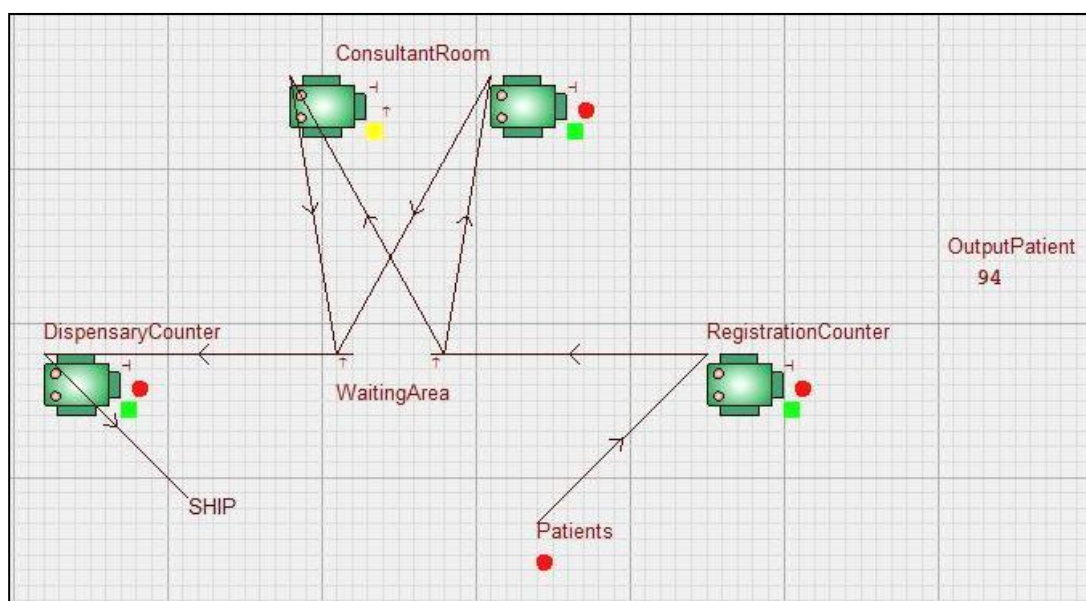 ConsultantRoom
OutputPatient
94
DispensaryCounter
RegistrationCounter
WaitingArea
SHIP
Patients